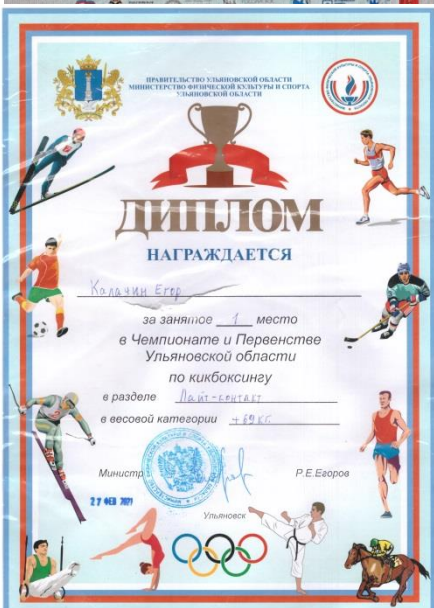 ПРАВИТЕЛЬСТВО УЛЬЯНОВСКОЙ ОБЛАСТИ
МИНИСТЕРСТВО ФИЗИЧЕСКОЙ КУЛЬТУРЫ И СПОРТА
УЛЬЯНОВСКОЙ ОБЛАСТИ
ДИПЛОМ
НАГРАЖДАЕТСЯ
Калачин Егор
за занятое 1 место
в Чемпионате и Первенстве
Ульяновской области
по кикбоксингу
в разделе Лайт-контакт
в весовой категории +69 кг.
Министр Р.Е.Егоров
27 ФЕВ 2021
Ульяновск